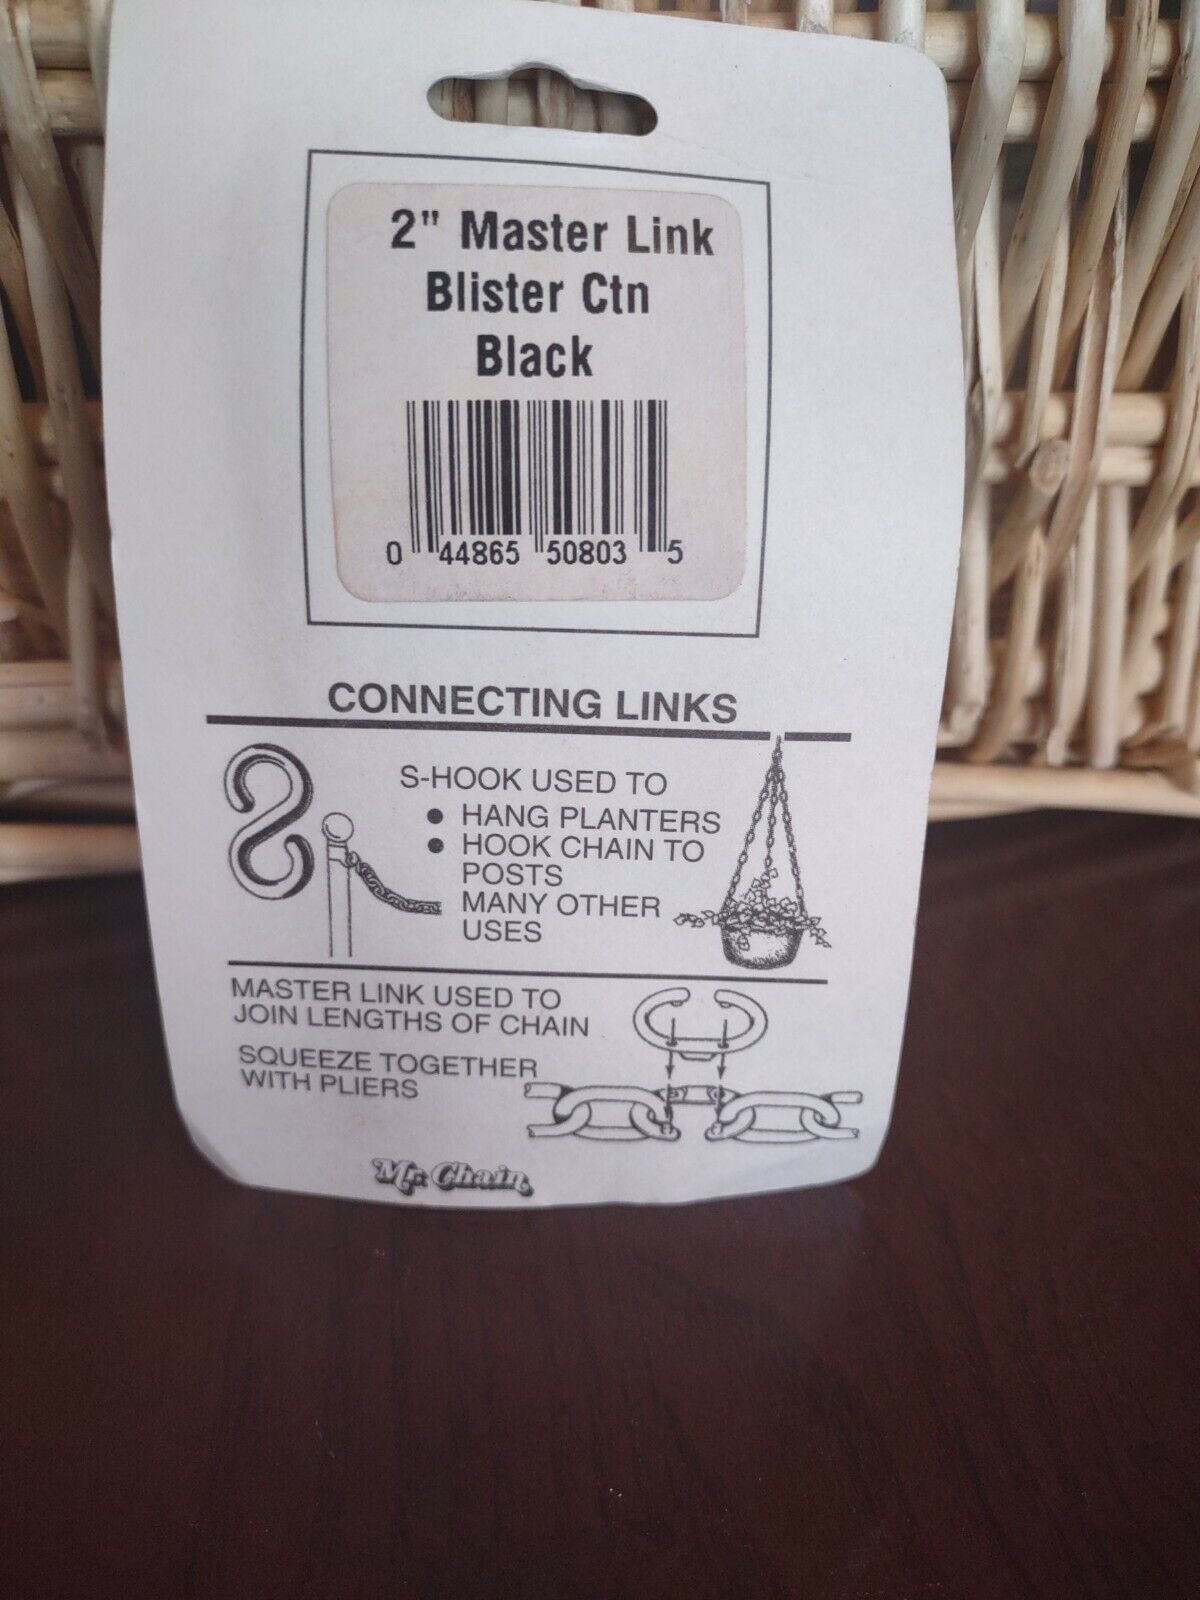 2" Master Link
Blister Ctn
Black
0 44865 50803 5
CONNECTING LINKS
S-HOOK USED TO
● HANG PLANTERS
● HOOK CHAIN TO
POSTS
MANY OTHER
USES
MASTER LINK USED TO
JOIN LENGTHS OF CHAIN
SQUEEZE TOGETHER
WITH PLIERS
Mr. Chain